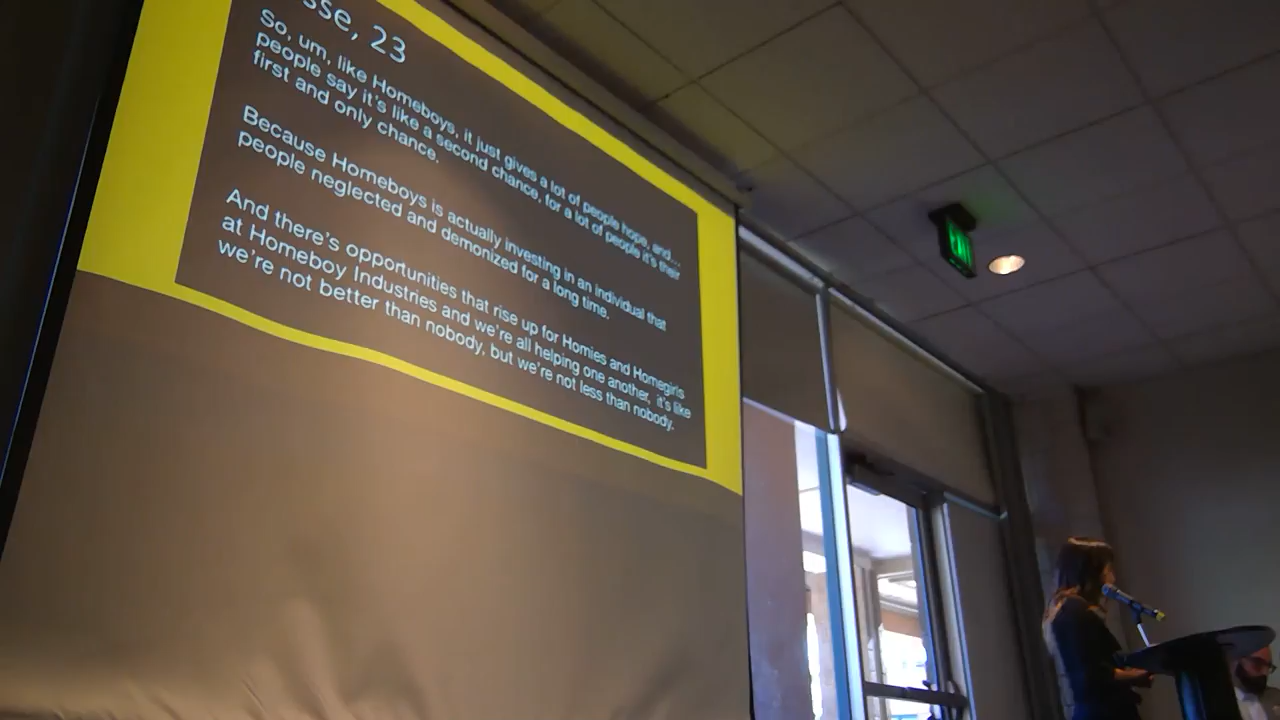 sse, 23
So, um, like Homeboys, it just gives a lot of people hope, and...
people say it's like a second chance, for a lot of people it's their
first and only chance.
Because Homeboys is actually investing in an individual that
people neglected and demonized for a long time.
And there's opportunities that rise up for Homies and Homegirls
at Homeboy Industries and we're all helping one another, it's like
we're not better than nobody, but we're not less than nobody.